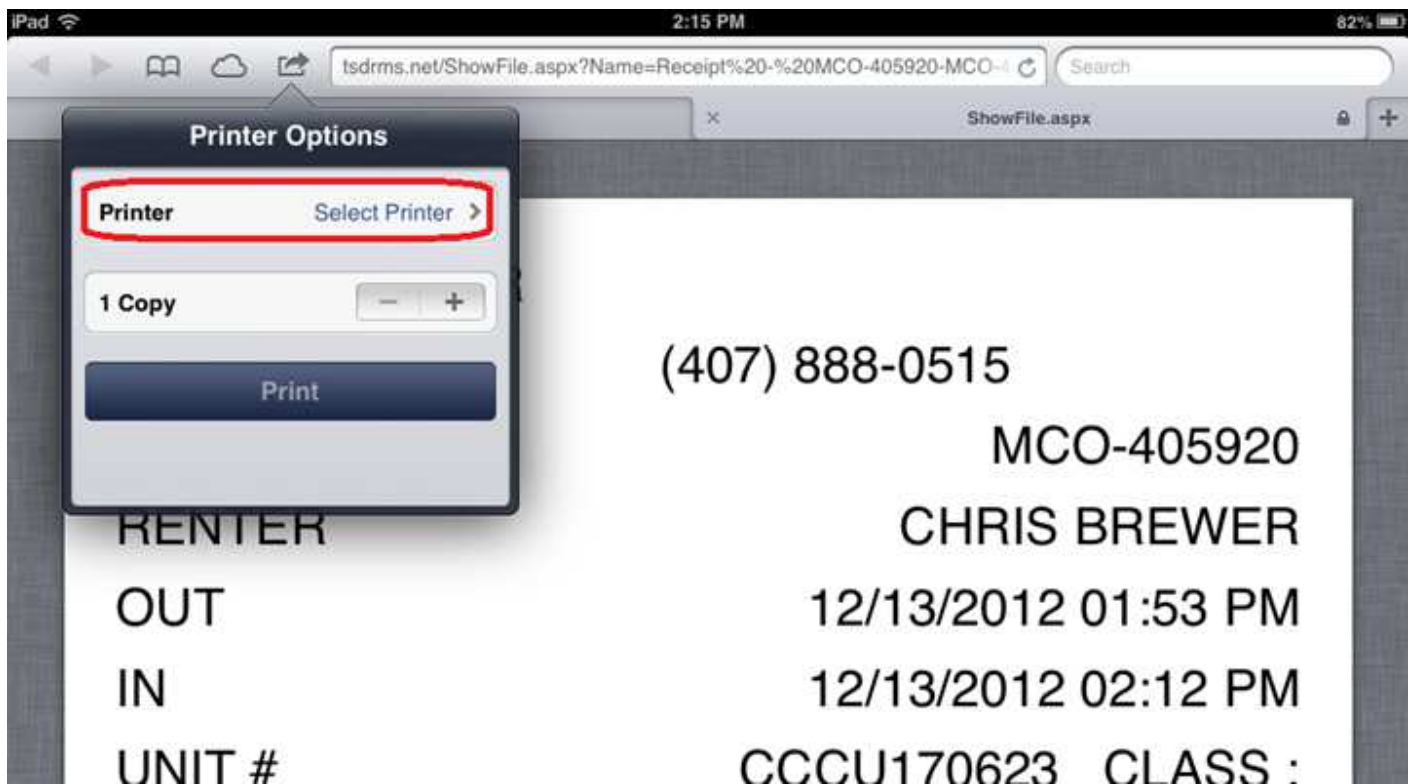 iPad 2:15 PM 82%
tsdrms.net/ShowFile.aspx?Name=Receipt%20-%20MCO-405920-MCO- Search
ShowFile.aspx
Printer Options
Printer Select Printer
1 Copy
Print
(407) 888-0515
MCO-405920
RENTER CHRIS BREWER
OUT 12/13/2012 01:53 PM
IN 12/13/2012 02:12 PM
UNIT # CCCU170623 CLASS :